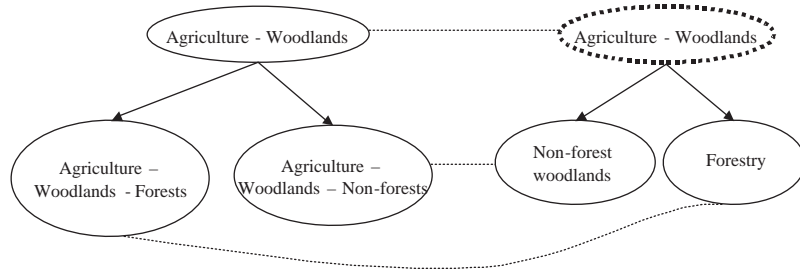 Agriculture - Woodlands
Agriculture - Woodlands
Agriculture –
Woodlands - Forests
Agriculture –
Woodlands – Non-forests
Non-forest
woodlands
Forestry